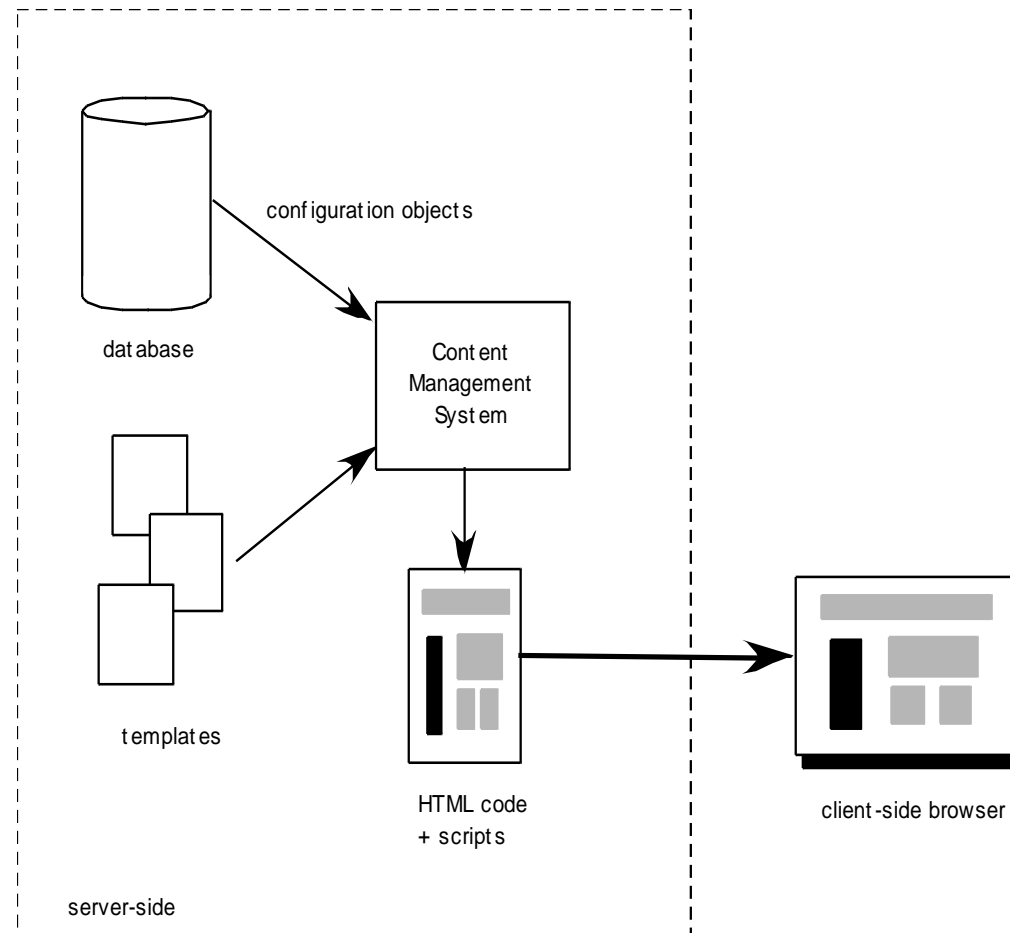 configuration objects
database
Content
Management
System
templates
HTML code
+ scripts
client-side browser
server-side